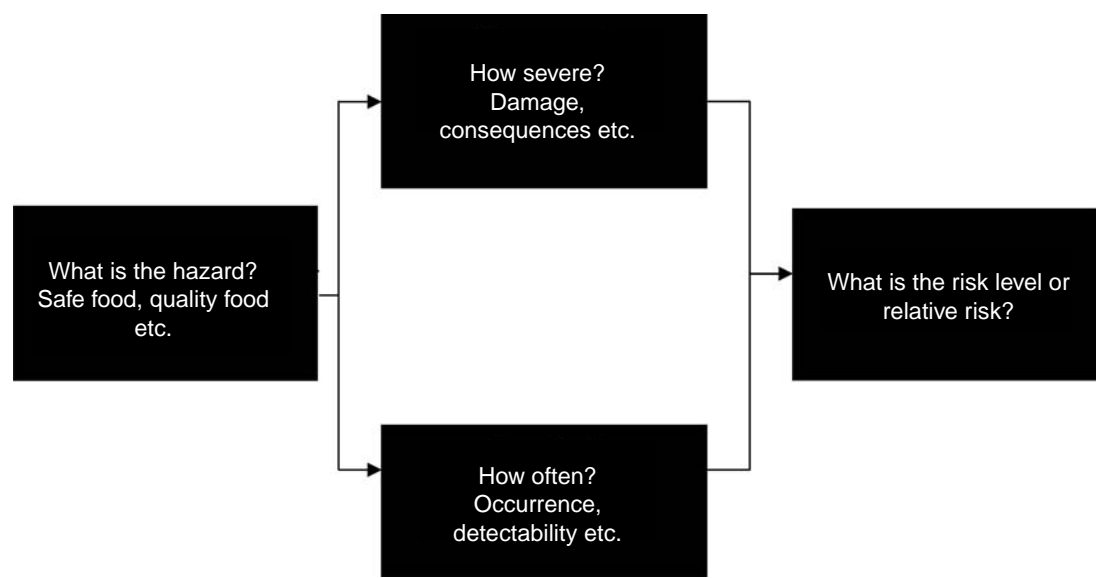 How severe?
Damage,
consequences etc.
What is the hazard?
Safe food, quality food
etc.
What is the risk level or
relative risk?
How often?
Occurrence,
detectability etc.